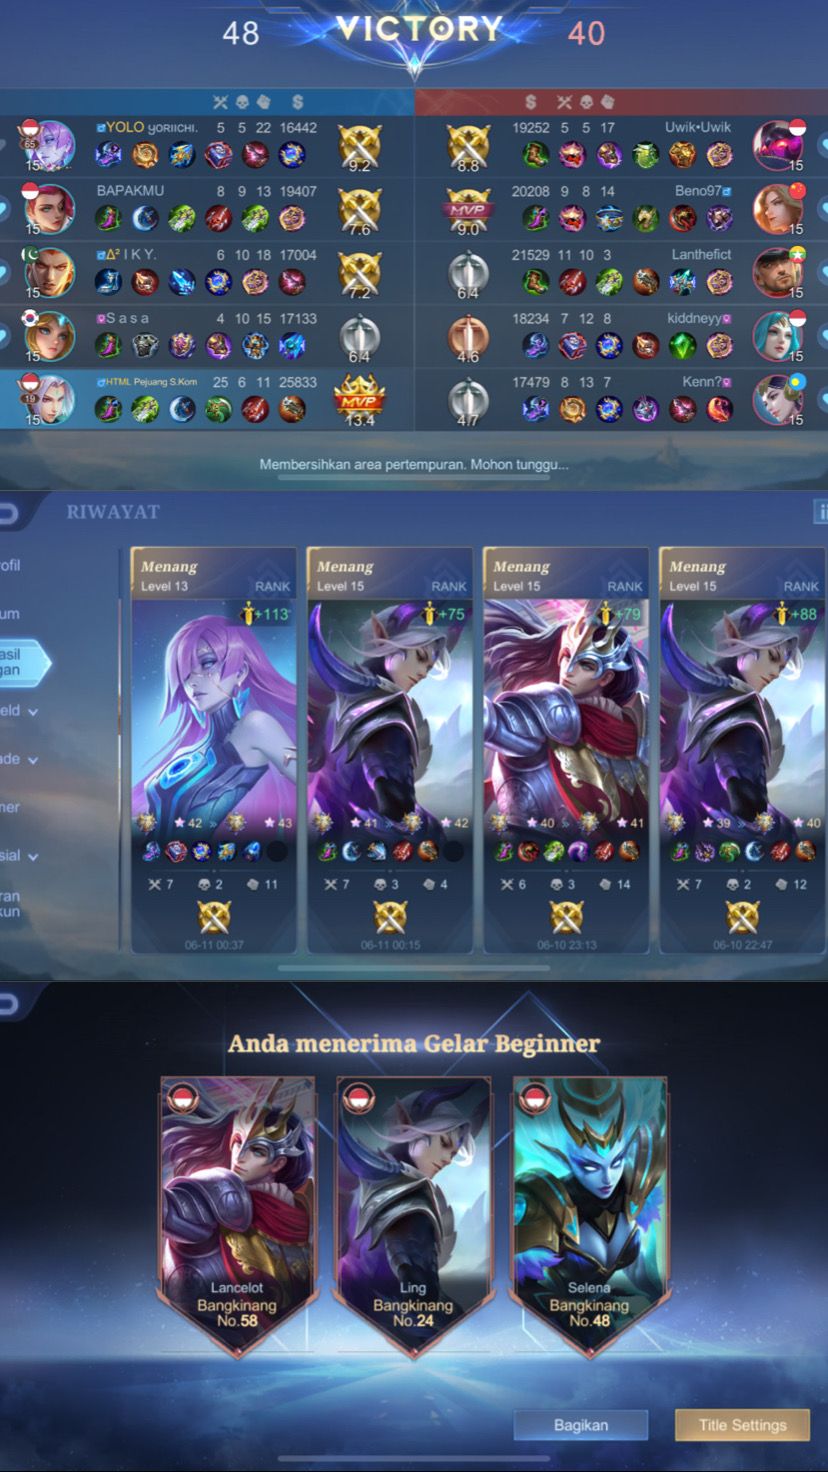 48 VICTORY 40
YOLO YORIICHI. 5 5 22 16442
65
15
9.2
19252 5 5 17 Uwik•Uwik
8.8
15
BAPAKMU 8 9 13 19407
15
7.6
20208 9 8 14 Beno97
MVP
9.0
15
Δ² I K Y. 6 10 18 17004
15
7.2
21529 11 10 3 Lanthefict
6.4
15
S a s a 4 10 15 17133
15
6.4
18234 7 12 8 kiddneyy
4.6
15
HTML Pejuang S.Kom 25 6 11 25833
19
15
MVP
13.4
17479 8 13 7 Kenn?
4.7
15
Membersihkan area pertempuran. Mohon tunggu...
RIWAYAT
rofil
um
asil
gan
eld
ade
ner
sial
ran
kun
Menang
Level 13 RANK
+113
42 » 43
7 2 11
06-11 00:37
Menang
Level 15 RANK
+75
41 » 42
7 3 4
06-11 00:15
Menang
Level 15 RANK
+79
40 » 41
6 3 14
06-10 23:13
Menang
Level 15 RANK
+88
39 » 40
7 2 12
06-10 22:47
Anda menerima Gelar Beginner
Lancelot
Bangkinang
No.58
Ling
Bangkinang
No.24
Selena
Bangkinang
No.48
Bagikan
Title Settings